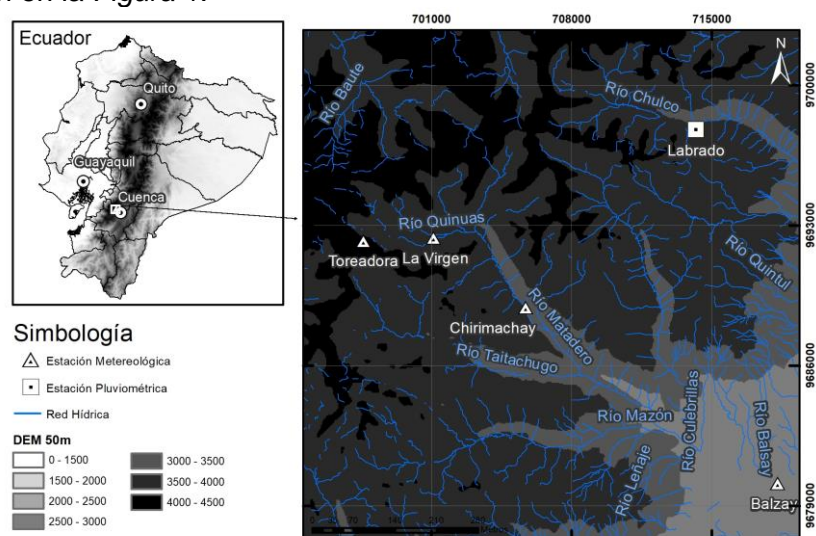 en la Figura 1.
Ecuador
Quito
Guayaquil
Cuenca
Simbología
Estación Metereológica
Estación Pluviométrica
Red Hídrica
DEM 50m
0 - 1500
1500 - 2000
2000 - 2500
2500 - 3000
3000 - 3500
3500 - 4000
4000 - 4500
701000
708000
715000
N
9700000
9693000
9686000
9679000
Río Baute
Río Chulco
Labrado
Río Quinuas
Toreadora
La Virgen
Río Quintul
Chirimachay
Río Matadero
Río Taitachugo
Río Mazón
Río Culebrillas
Río Balsay
Río Leñaje
Balzay